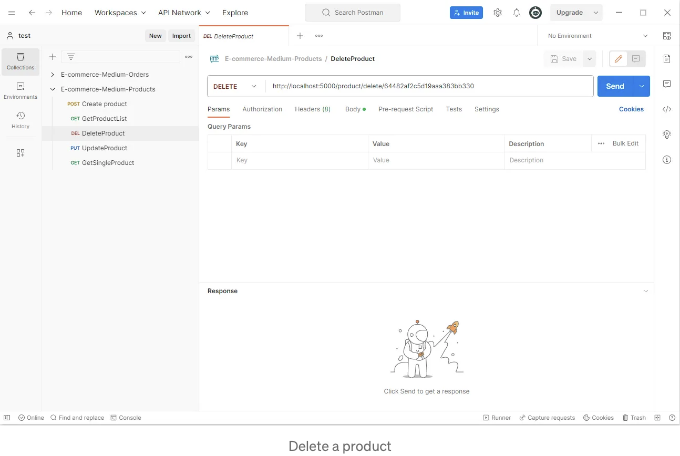 Home Workspaces API Network Explore Search Postman Invite Upgrade
test New Import DEL DeleteProduct No Environment
E-commerce-Medium-Products / DeleteProduct Save
Collections
E-commerce-Medium-Orders
E-commerce-Medium-Products
DELETE http://localhost:5000/product/delete/64482af2c5d19aaa383bb330 Send
Environments
POST Create product
Params Authorization Headers (8) Body Pre-request Script Tests Settings Cookies
GET GetProductList
History
Query Params
DEL DeleteProduct
Key Value Description Bulk Edit
PUT UpdateProduct
Key Value Description
GET GetSingleProduct
Response
Click Send to get a response
Online Find and replace Console Runner Capture requests Cookies Trash
Delete a product